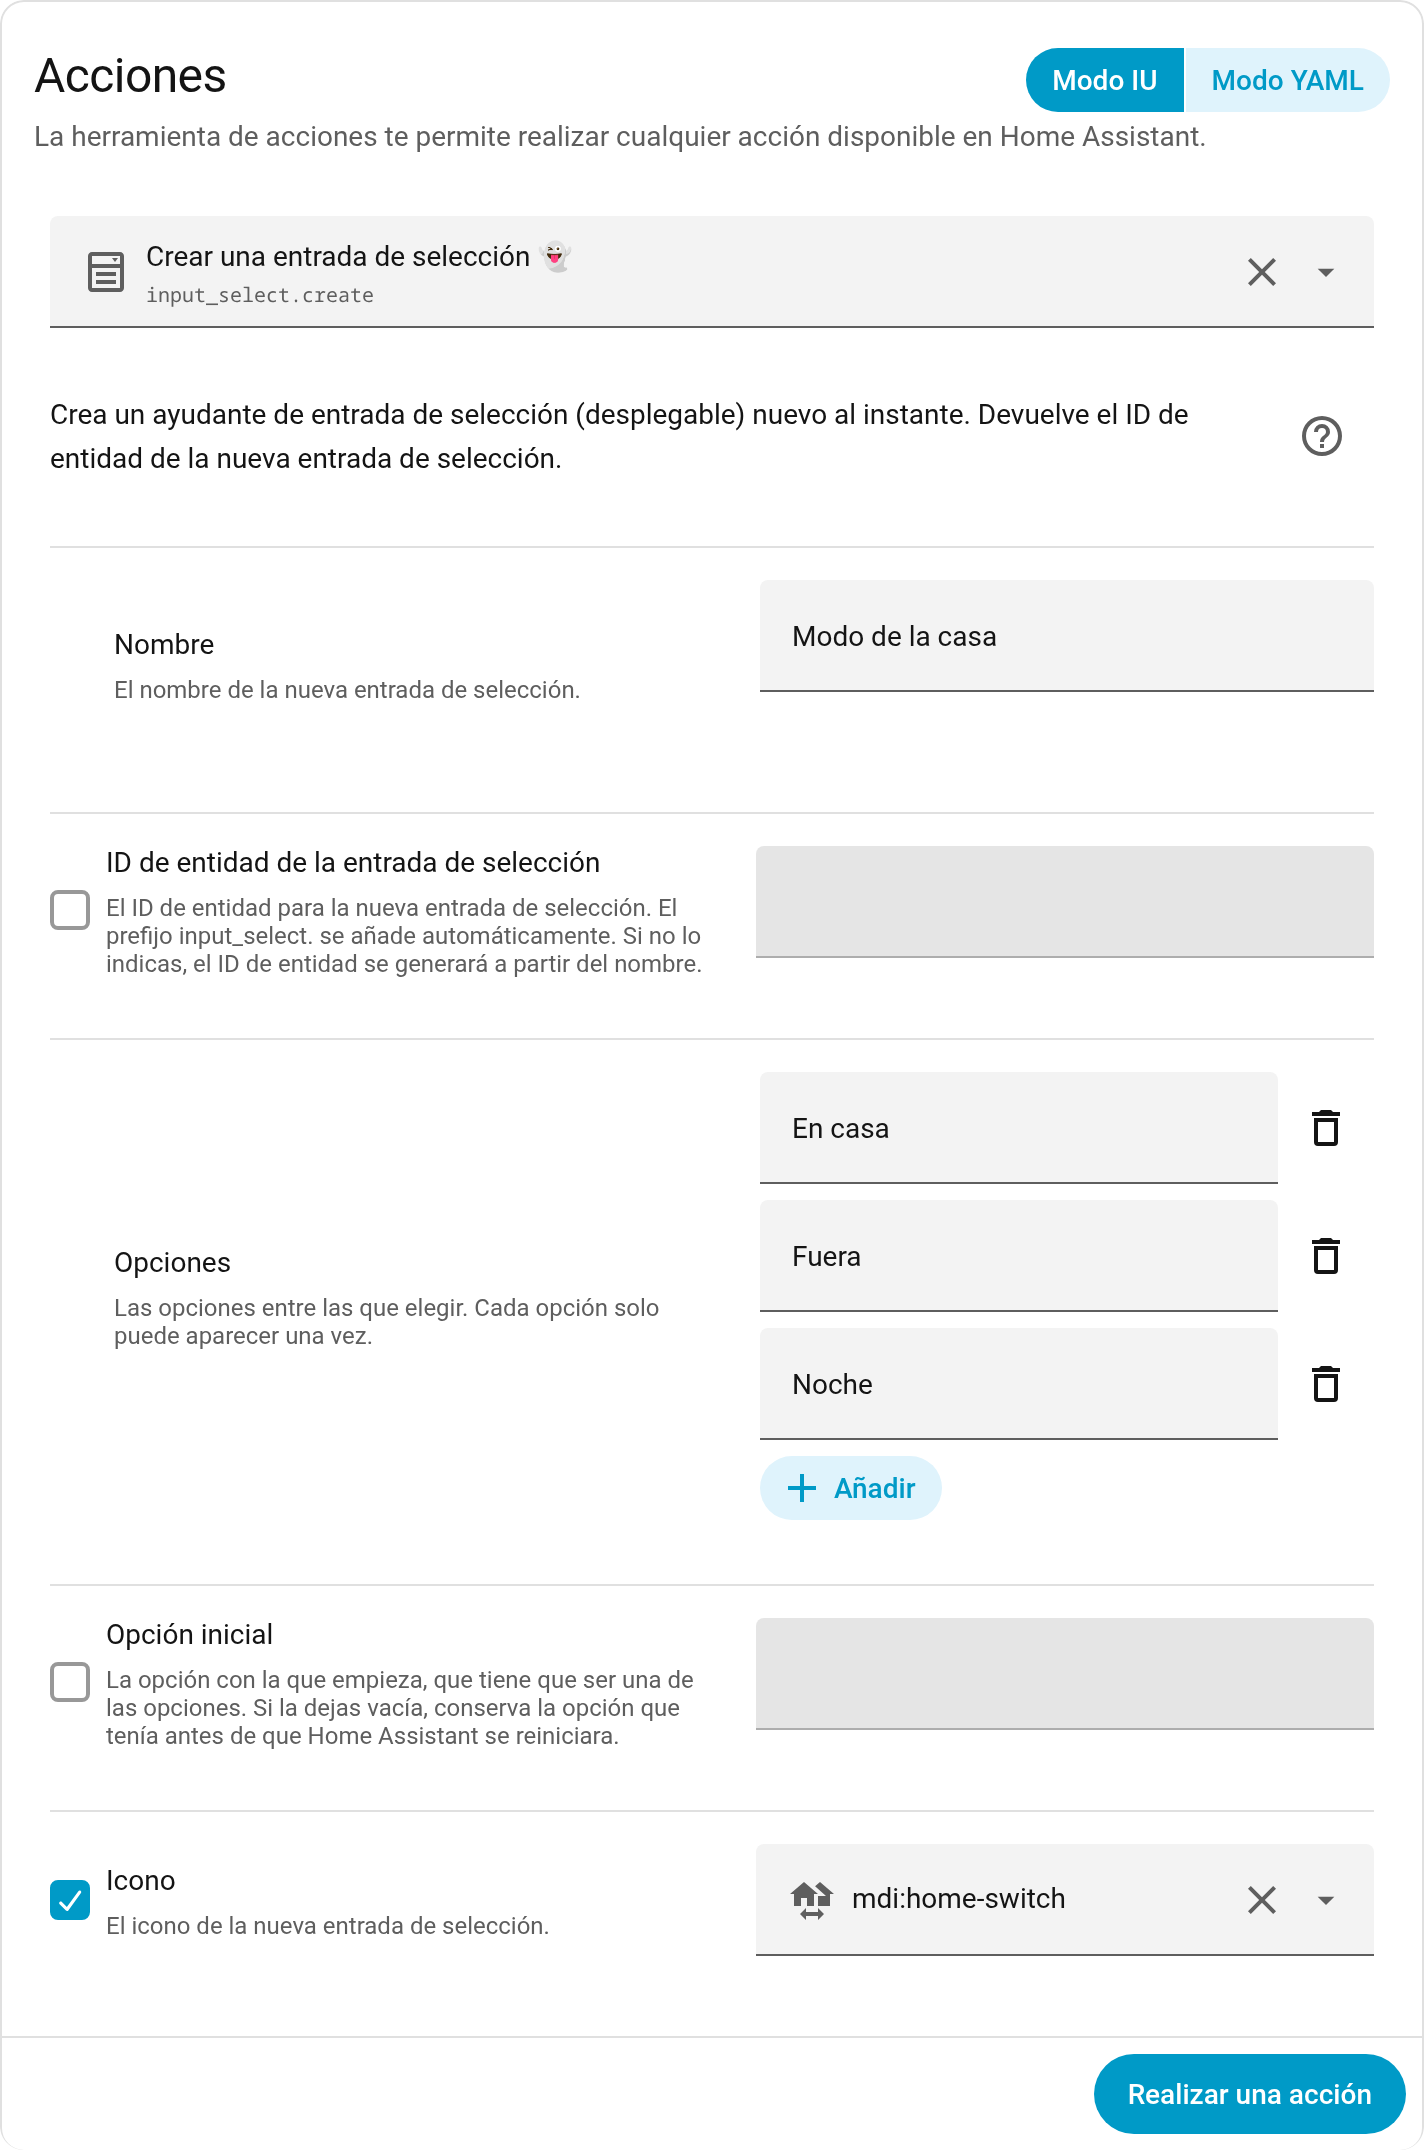 Acciones
Modo IU
Modo YAML
La herramienta de acciones te permite realizar cualquier acción disponible en Home Assistant.
Crear una entrada de selección 👻
input_select.create
Crea un ayudante de entrada de selección (desplegable) nuevo al instante. Devuelve el ID de
entidad de la nueva entrada de selección.
Nombre
El nombre de la nueva entrada de selección.
Modo de la casa
ID de entidad de la entrada de selección
El ID de entidad para la nueva entrada de selección. El
prefijo input_select. se añade automáticamente. Si no lo
indicas, el ID de entidad se generará a partir del nombre.
Opciones
Las opciones entre las que elegir. Cada opción solo
puede aparecer una vez.
En casa
Fuera
Noche
Añadir
Opción inicial
La opción con la que empieza, que tiene que ser una de
las opciones. Si la dejas vacía, conserva la opción que
tenía antes de que Home Assistant se reiniciara.
Icono
El icono de la nueva entrada de selección.
mdi:home-switch
Realizar una acción